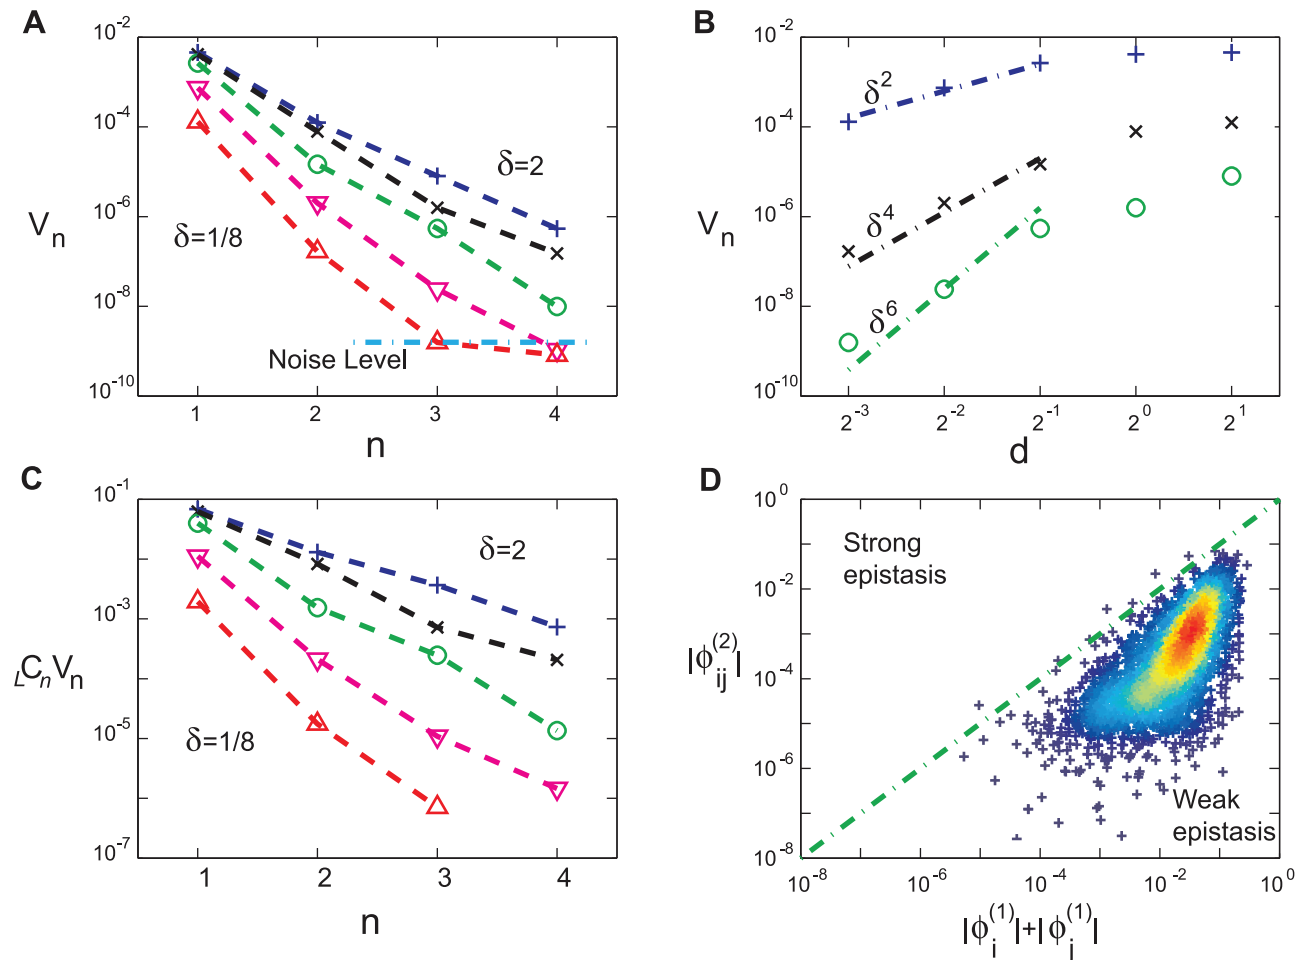 A
10^-2
10^-4
10^-6
10^-8
10^-10
V_n
δ=2
δ=1/8
Noise Level
1 2 3 4
n
B
10^-2
10^-4
10^-6
10^-8
10^-10
V_n
δ^2
δ^4
δ^6
2^-3 2^-2 2^-1 2^0 2^1
d
C
10^-1
10^-3
10^-5
10^-7
_LC_nV_n
δ=2
δ=1/8
1 2 3 4
n
D
10^0
10^-2
10^-4
10^-6
10^-8
|ϕ_ij^(2)|
Strong
epistasis
Weak
epistasis
10^-8 10^-6 10^-4 10^-2 10^0
|ϕ_i^(1)|+|ϕ_j^(1)|